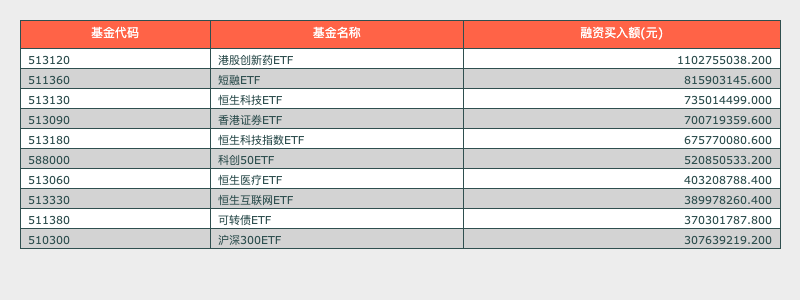 基金代码 基金名称 融资买入额(元)
513120 港股创新药ETF 1102755038.200
511360 短融ETF 815903145.600
513130 恒生科技ETF 735014499.000
513090 香港证券ETF 700719359.600
513180 恒生科技指数ETF 675770080.600
588000 科创50ETF 520850533.200
513060 恒生医疗ETF 403208788.400
513330 恒生互联网ETF 389978260.400
511380 可转债ETF 370301787.800
510300 沪深300ETF 307639219.200